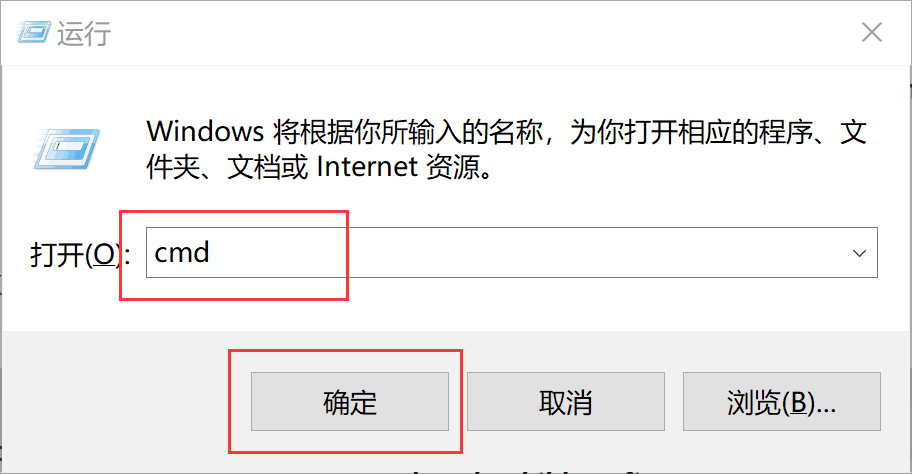 运行
Windows 将根据你所输入的名称，为你打开相应的程序、文
件夹、文档或 Internet 资源。
打开(O):
cmd
确定
取消
浏览(B)...